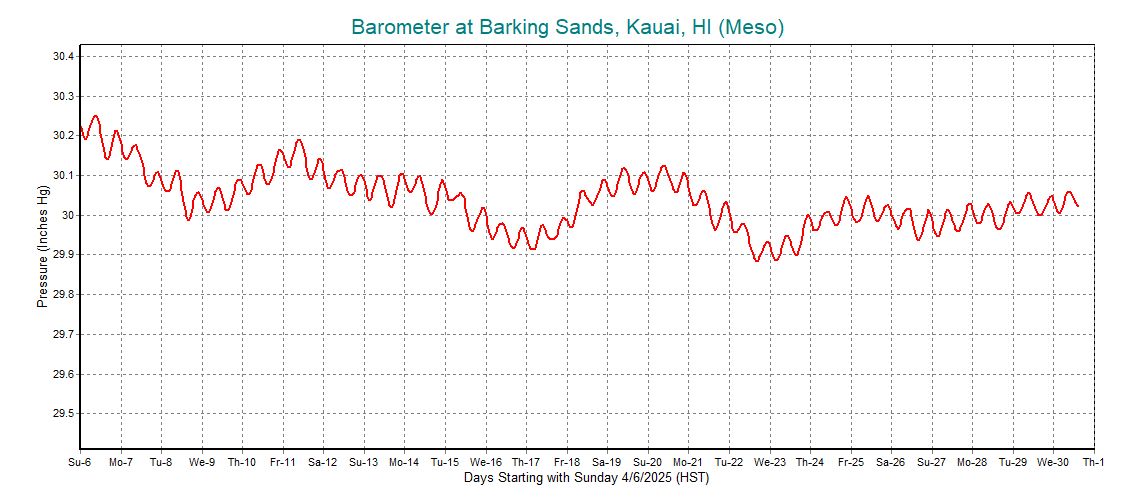 Barometer at Barking Sands, Kauai, HI (Meso)
30.4
30.3
30.2
30.1
30
29.9
29.8
29.7
29.6
29.5
Pressure (Inches Hg)
Su-6 Mo-7 Tu-8 We-9 Th-10 Fr-11 Sa-12 Su-13 Mo-14 Tu-15 We-16 Th-17 Fr-18 Sa-19 Su-20 Mo-21 Tu-22 We-23 Th-24 Fr-25 Sa-26 Su-27 Mo-28 Tu-29 We-30 Th-1
Days Starting with Sunday 4/6/2025 (HST)